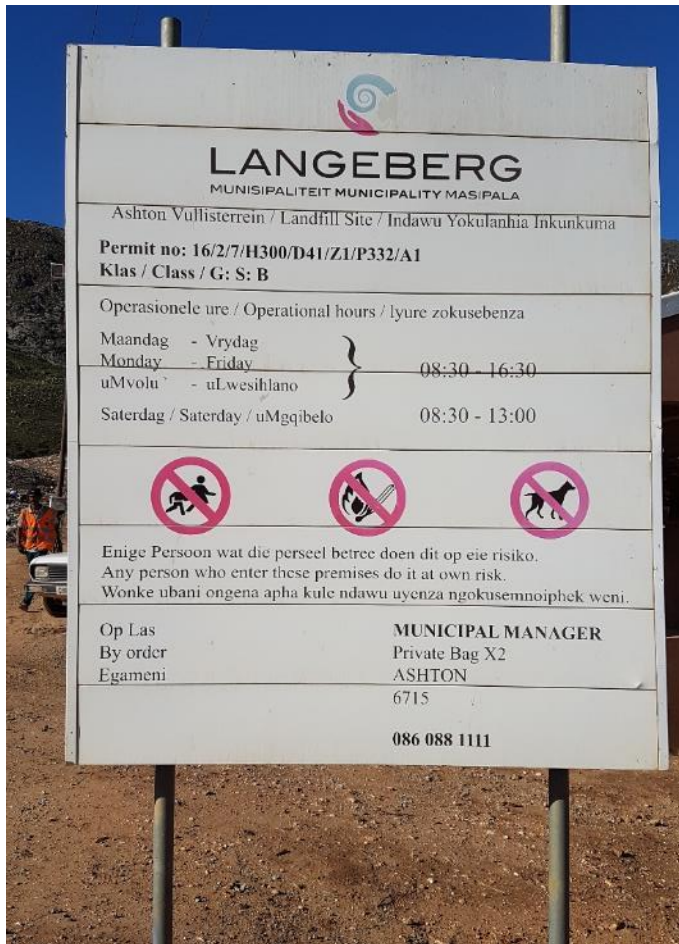 LANGEBERG
MUNISIPALITEIT MUNICIPALITY MASIPALA
Ashton Vullisterrein / Landfill Site / Indawu Yokulanhia Inkunkuma
Permit no: 16/2/7/H300/D41/Z1/P332/A1
Klas / Class / G: S: B
Operasionele ure / Operational hours / Iyure zokusebenza
Maandag - Vrydag
Monday - Friday
uMvolu - uLwesihlano
08:30 - 16:30
Saterdag / Saterday / uMgqibelo 08:30 - 13:00
Enige Persoon wat die perseel betree doen dit op eie risiko.
Any person who enter these premises do it at own risk.
Wonke ubani ongena apha kule ndawu uyenza ngokusemnoiphek weni.
Op Las
By order
Egameni
MUNICIPAL MANAGER
Private Bag X2
ASHTON
6715
086 088 1111